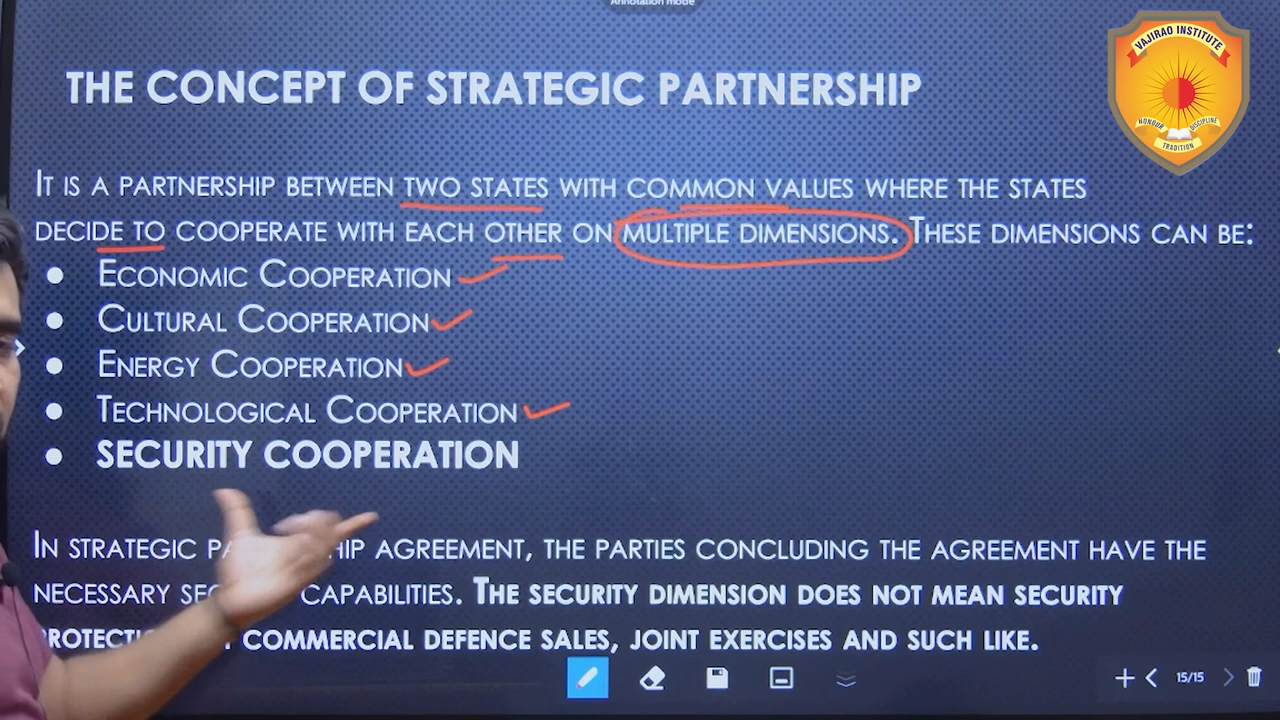 Annotation mode
VAJIRAO INSTITUTE
HONOUR
DISCIPLINE
TRADITION
THE CONCEPT OF STRATEGIC PARTNERSHIP
IT IS A PARTNERSHIP BETWEEN TWO STATES WITH COMMON VALUES WHERE THE STATES
DECIDE TO COOPERATE WITH EACH OTHER ON MULTIPLE DIMENSIONS. THESE DIMENSIONS CAN BE:
• ECONOMIC COOPERATION
• CULTURAL COOPERATION
• ENERGY COOPERATION
• TECHNOLOGICAL COOPERATION
• SECURITY COOPERATION
IN STRATEGIC AGREEMENT, THE PARTIES CONCLUDING THE AGREEMENT HAVE THE
NECESSARY CAPABILITIES. THE SECURITY DIMENSION DOES NOT MEAN SECURITY
COMMERCIAL DEFENCE SALES, JOINT EXERCISES AND SUCH LIKE.
15/15